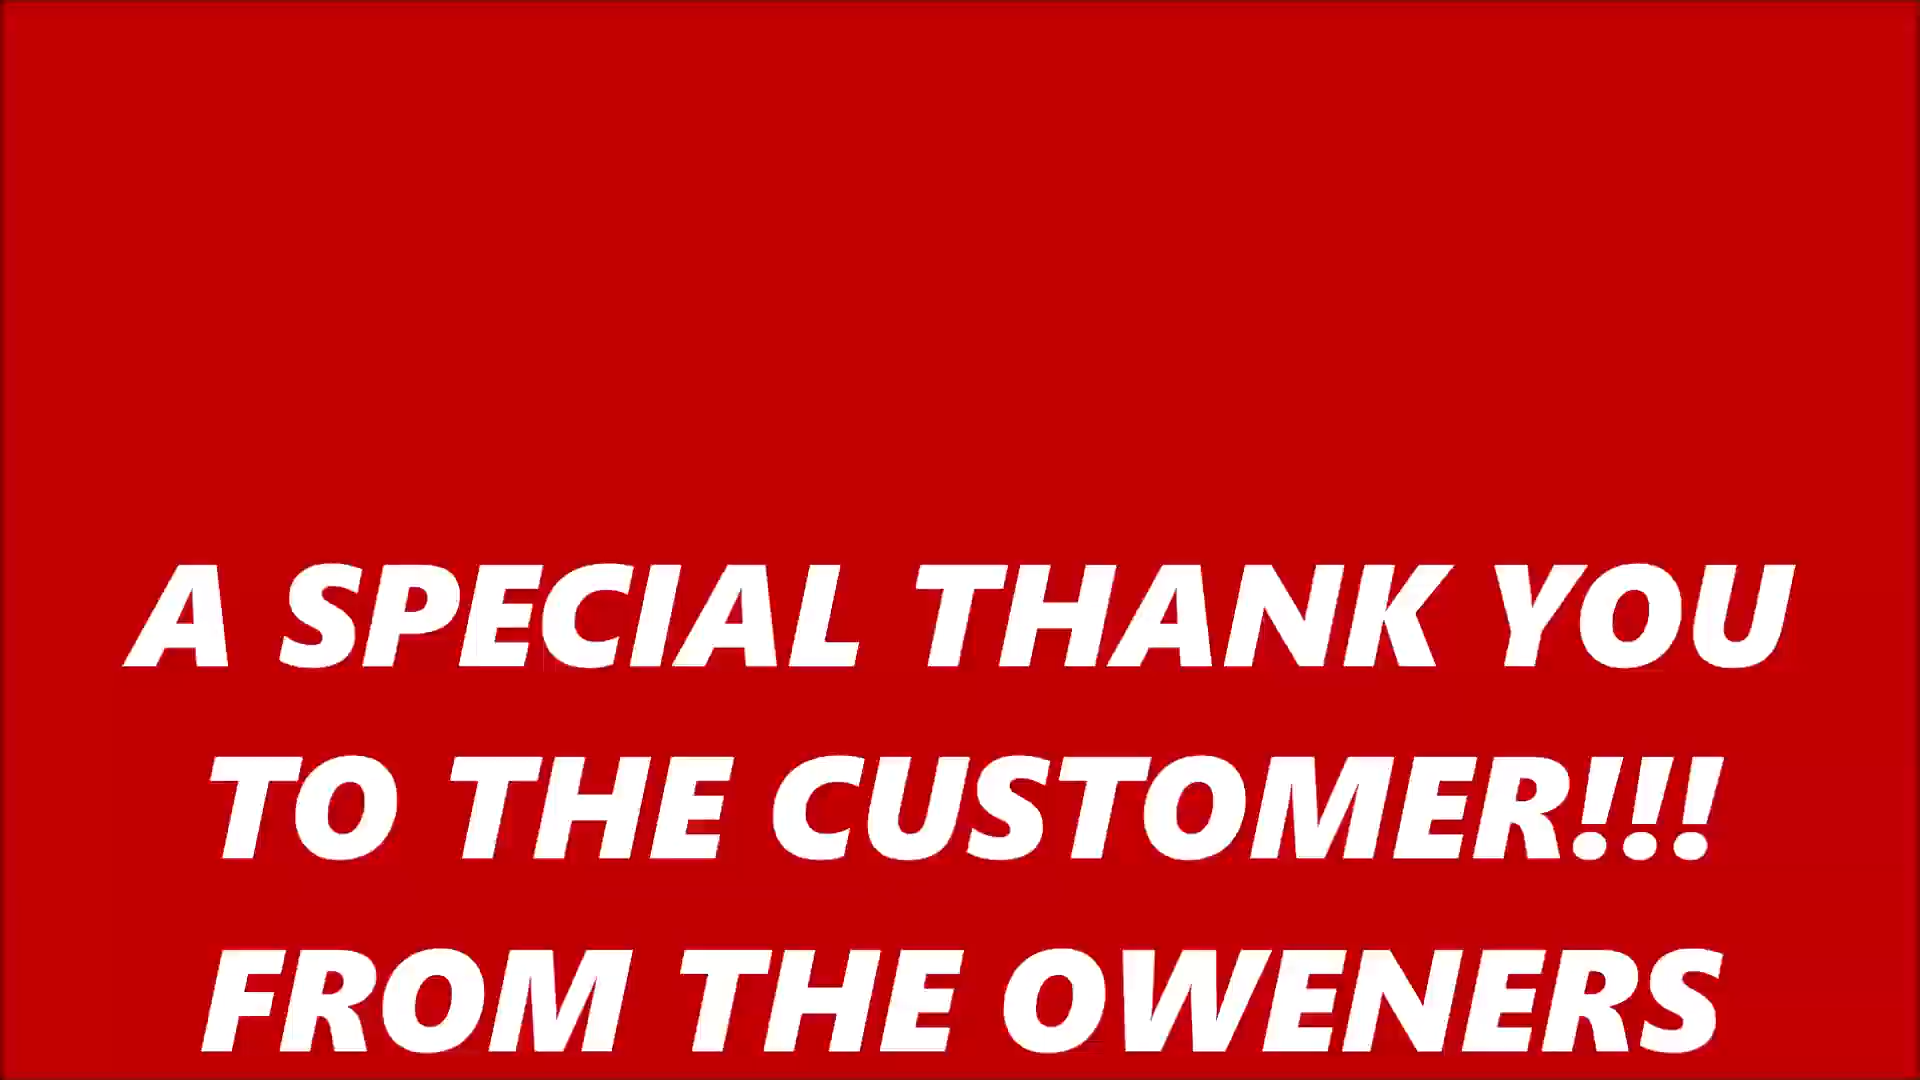 A SPECIAL THANK YOU
TO THE CUSTOMER!!!
FROM THE OWENERS